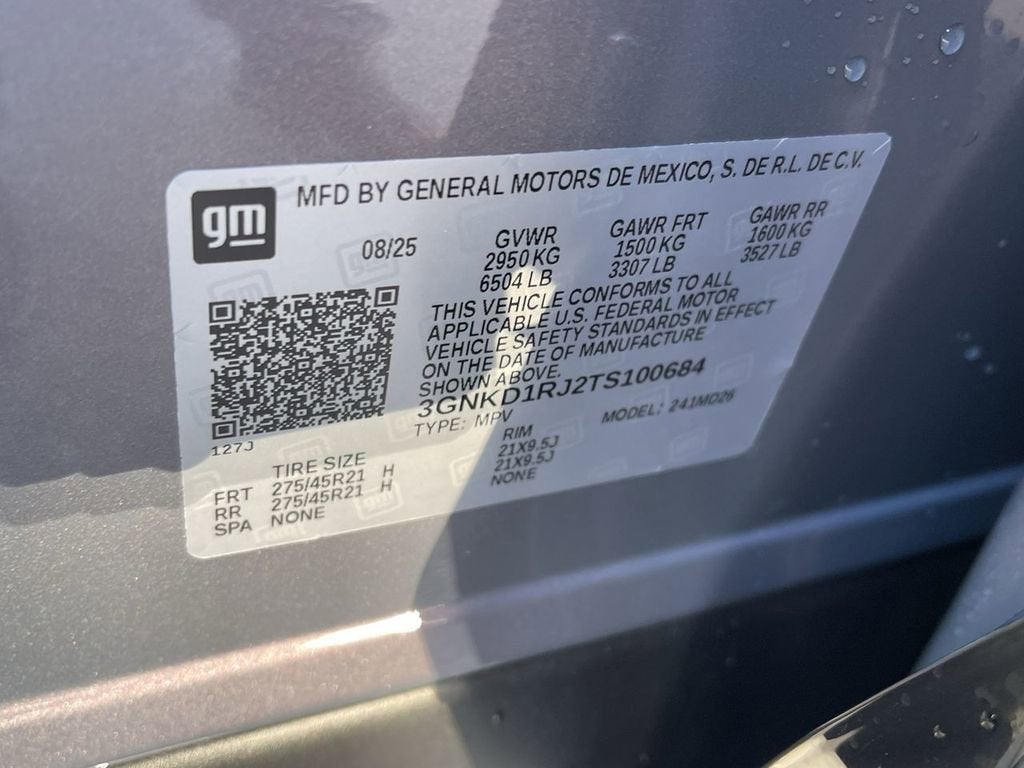 gm
MFD BY GENERAL MOTORS DE MEXICO, S. DE R.L. DE C.V.
08/25
GVWR
2950 KG
6504 LB
GAWR FRT
1500 KG
3307 LB
GAWR RR
1600 KG
3527 LB
THIS VEHICLE CONFORMS TO ALL
APPLICABLE U.S. FEDERAL MOTOR
VEHICLE SAFETY STANDARDS IN EFFECT
ON THE DATE OF MANUFACTURE
SHOWN ABOVE.
3GNKD1RJ2TS100684
TYPE: MPV MODEL: 241MD26
127J
TIRE SIZE RIM
FRT 275/45R21 H 21X9.5J
RR 275/45R21 H 21X9.5J
SPA NONE NONE